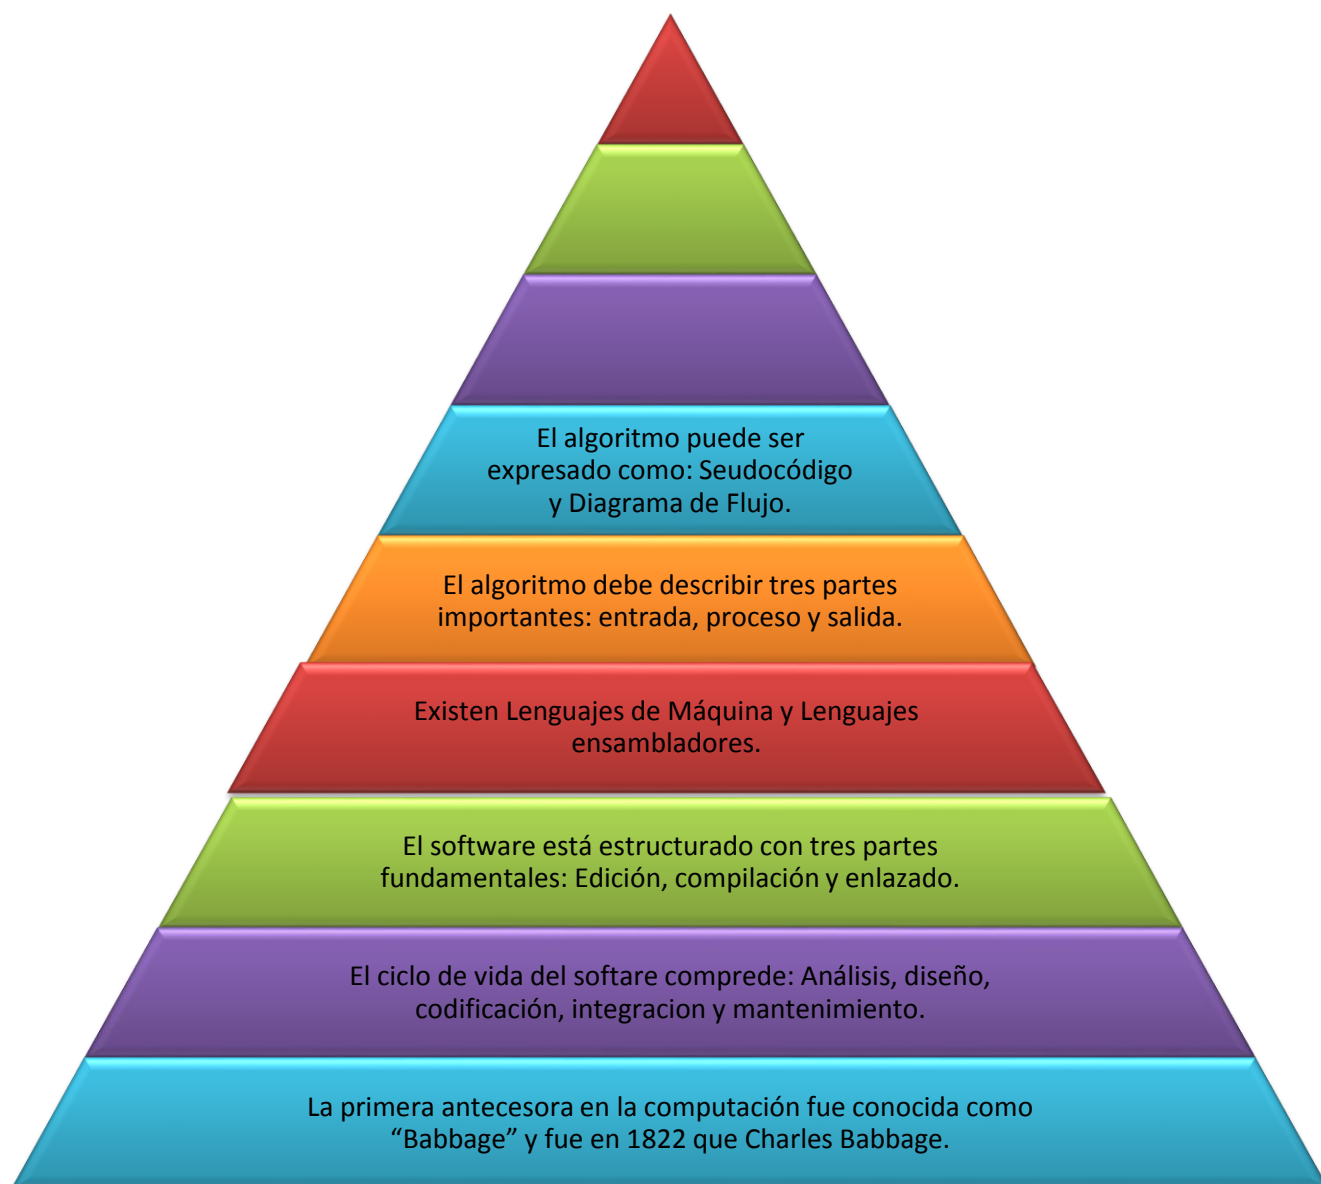 El algoritmo puede ser
expresado como: Seudocódigo
y Diagrama de Flujo.
El algoritmo debe describir tres partes
importantes: entrada, proceso y salida.
Existen Lenguajes de Máquina y Lenguajes
ensambladores.
El software está estructurado con tres partes
fundamentales: Edición, compilación y enlazado.
El ciclo de vida del softare comprede: Análisis, diseño,
codificación, integracion y mantenimiento.
La primera antecesora en la computación fue conocida como
“Babbage” y fue en 1822 que Charles Babbage.